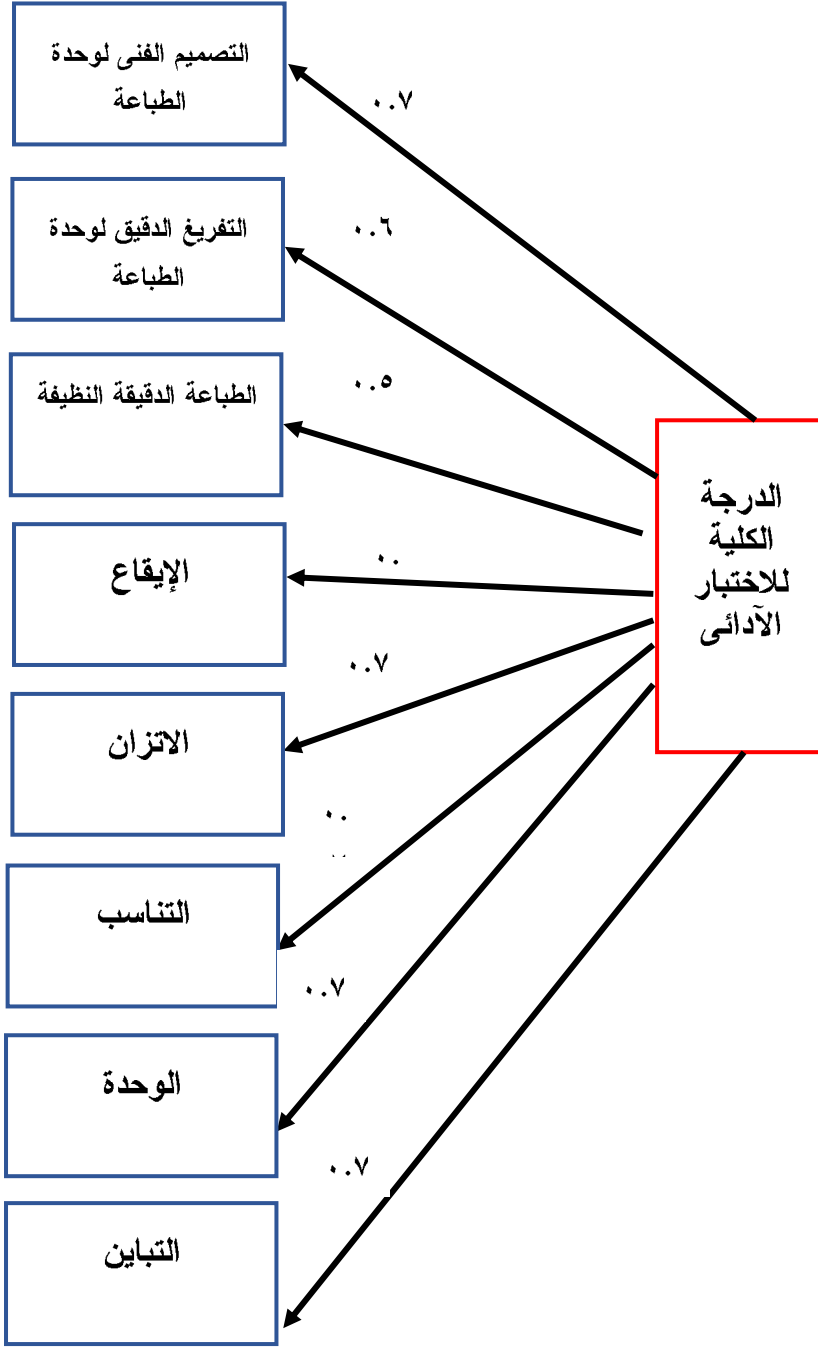 التصميم الفنى لوحدة
الطباعة
٠.٧
التفريغ الدقيق لوحدة
الطباعة
٠.٦
الطباعة الدقيقة النظيفة
٠.٥
الدرجة
الكلية
للاختبار
الآدائى
الإيقاع
٠.
الاتزان
٠.٧
التناسب
٠.
الوحدة
٠.٧
التباين
٠.٧